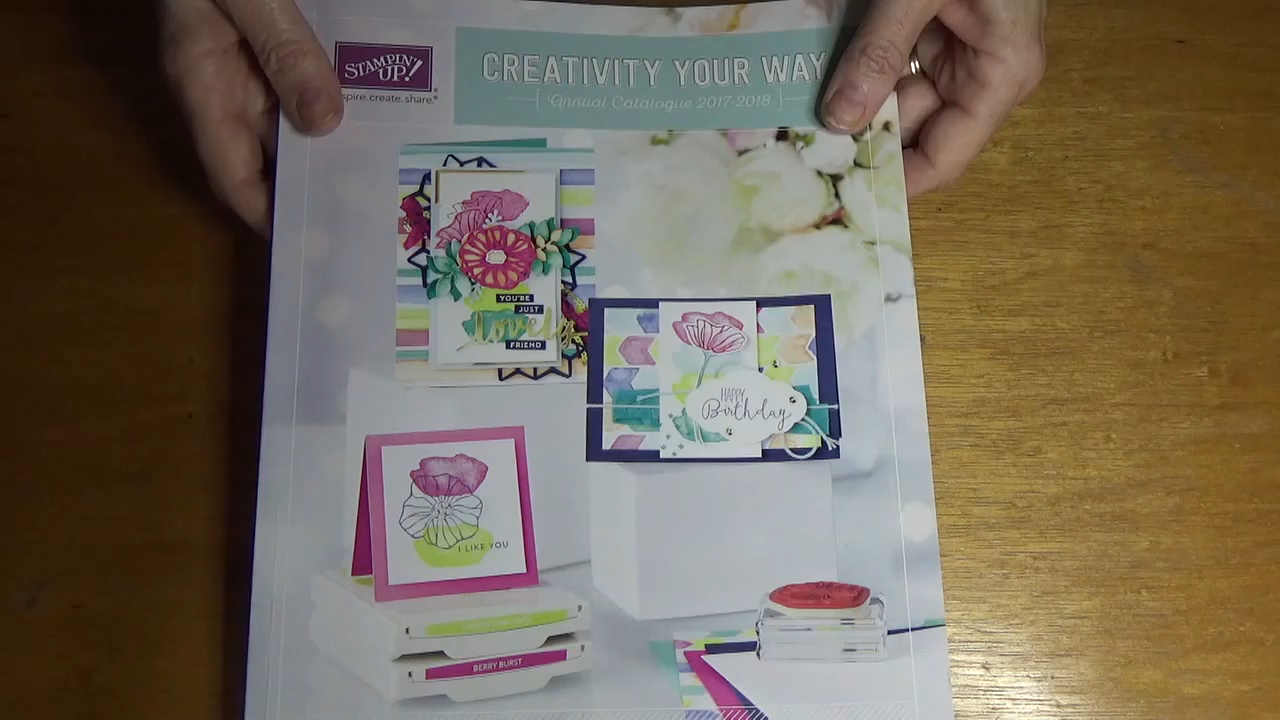 STAMPIN' UP!®
spire. create. share.®
CREATIVITY YOUR WAY
Annual Catalogue 2017-2018
YOU'RE
JUST
lovely
FRIEND
HAPPY
Birthday
I LIKE YOU
BERRY BURST